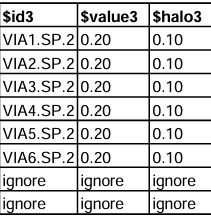 $id3 $value3 $halo3
VIA1.SP.2 0.20 0.10
VIA2.SP.2 0.20 0.10
VIA3.SP.2 0.20 0.10
VIA4.SP.2 0.20 0.10
VIA5.SP.2 0.20 0.10
VIA6.SP.2 0.20 0.10
ignore ignore ignore
ignore ignore ignore